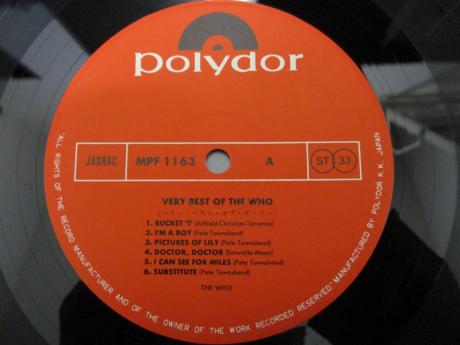 polydor
JASRAC
MPF 1163
A
ST 33
VERY BEST OF THE WHO
(ベリー・ベスト・オブ・ザ・フー)
1. BUCKET "T" (Altfield-Christian-Torrence)
2. I'M A BOY (Pete Townshend)
3. PICTURES OF LILY (Pete Townshend)
4. DOCTOR, DOCTOR (Entwistle-Moon)
5. I CAN SEE FOR MILES (Pete Townshend)
6. SUBSTITUTE (Pete Townshend)
THE WHO
"ALL RIGHTS OF THE RECORD MANUFACTURER AND OF THE OWNER OF THE WORK RECORDED RESERVED" MANUFACTURED BY POLYDOR K.K. JAPAN